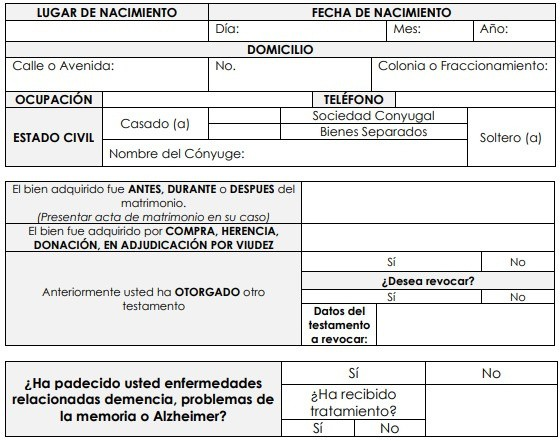 LUGAR DE NACIMIENTO
FECHA DE NACIMIENTO
Día:
Mes:
Año:
DOMICILIO
Calle o Avenida:
No.
Colonia o Fraccionamiento:
OCUPACIÓN
TELÉFONO
ESTADO CIVIL
Casado (a)
Sociedad Conyugal
Bienes Separados
Soltero (a)
Nombre del Cónyuge:
El bien adquirido fue ANTES, DURANTE o DESPUES del
matrimonio.
(Presentar acta de matrimonio en su caso)
El bien fue adquirido por COMPRA, HERENCIA,
DONACIÓN, EN ADJUDICACIÓN POR VIUDEZ
Anteriormente usted ha OTORGADO otro
testamento
Sí
No
¿Desea revocar?
Sí
No
Datos del
testamento
a revocar:
¿Ha padecido usted enfermedades
relacionadas demencia, problemas de
la memoria o Alzheimer?
Sí
No
¿Ha recibido
tratamiento?
Sí
No